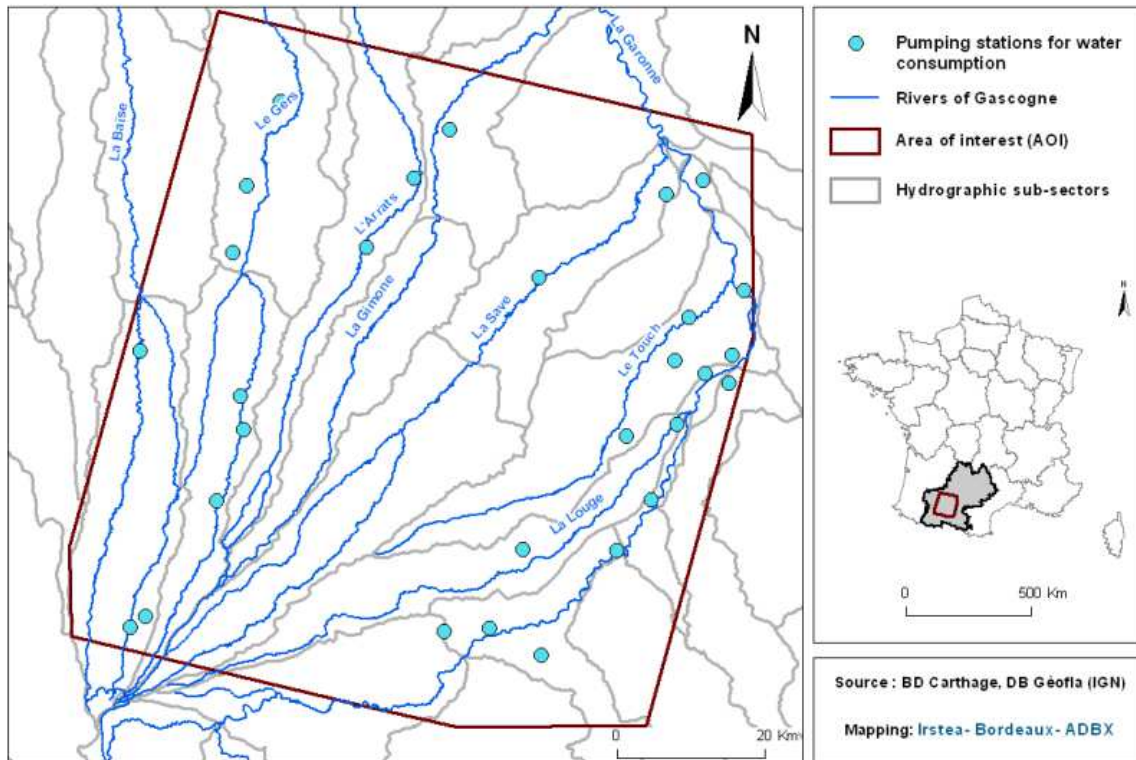 La Garonne
N
La Baïse
Le Gers
L'Arrats
La Gimone
La Save
Le Touch
La Louge
0 20 Km
Pumping stations for water
consumption
Rivers of Gascogne
Area of interest (AOI)
Hydrographic sub-sectors
N
0 500 Km
Source : BD Carthage, DB Géofla (IGN)
Mapping: Irstea- Bordeaux- ADBX